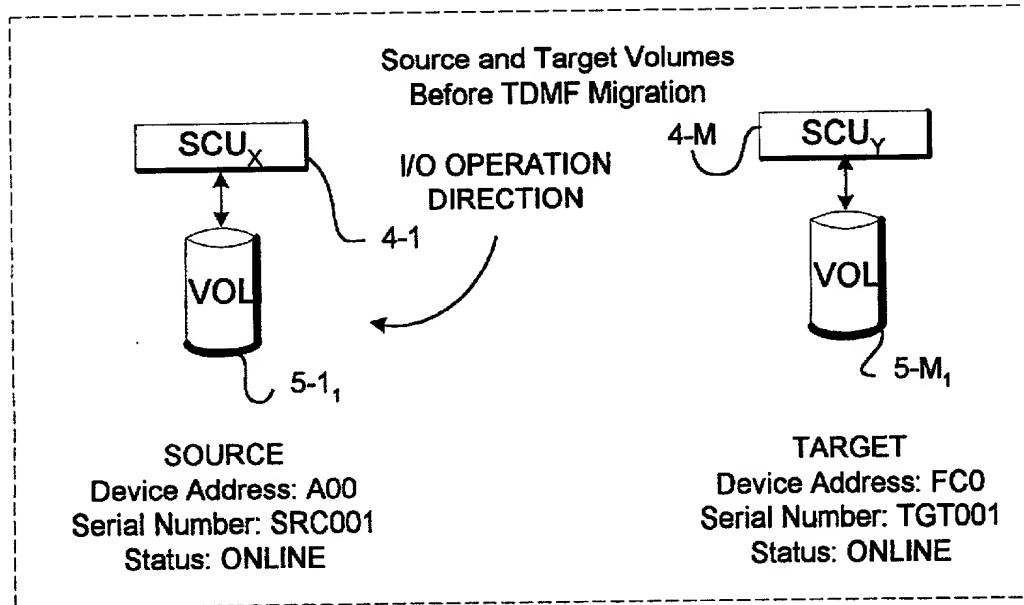 Source and Target Volumes
Before TDMF Migration
SCUX
4-1
VOL
5-11
I/O OPERATION
DIRECTION
4-M
SCUY
VOL
5-M1
SOURCE
Device Address: A00
Serial Number: SRC001
Status: ONLINE
TARGET
Device Address: FC0
Serial Number: TGT001
Status: ONLINE